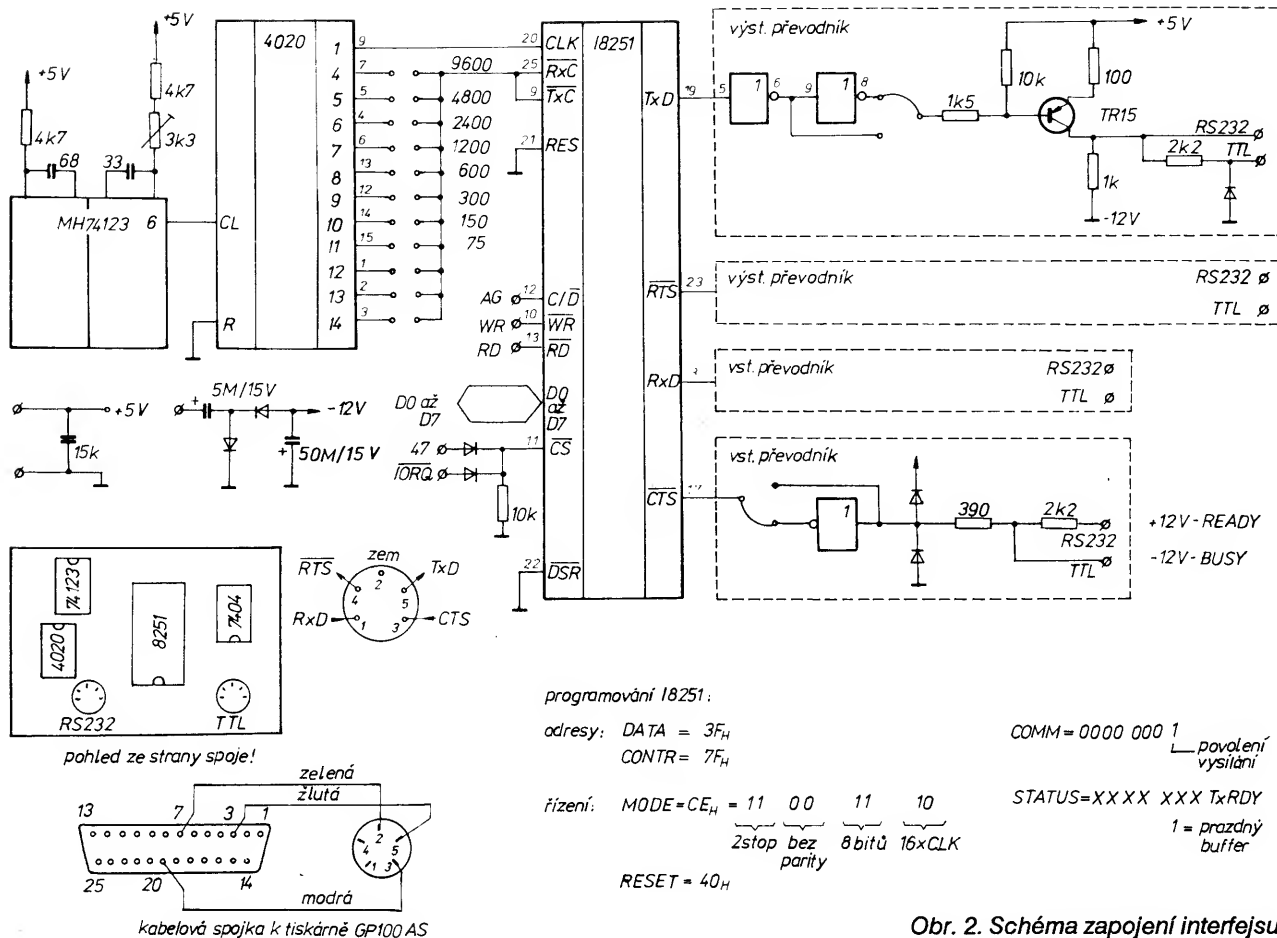 +5V
+5V
4k7
4k7
3k3
68
33
MH74123
6
CL
R
4020
1
4
5
6
7
8
9
10
11
12
13
14
9
7
5
4
6
13
12
14
15
1
2
3
9600
4800
2400
1200
600
300
150
75
I8251
20 CLK
25 RxC
9 TxC
21 RES
AG 12 C/D
WR 10 WR
RD 13 RD
D0 až D7
D0 až D7
47
IORQ
11 CS
10k
22 DSR
TxD 19
RTS 23
RxD
CTS
výst. převodník
5
1
6
9
1
8
1k5
10k
100
+5V
TR15
RS232
TTL
2k2
1k
-12V
výst. převodník
RS232
TTL
vst. převodník
RS232
TTL
vst. převodník
1
390
2k2
RS232
TTL
+12V-READY
-12V-BUSY
+5V
15k
5M/15V
+
-12V
+
50M/15V
74123
4020
8251
7404
RS232
TTL
pohled ze strany spoje!
zem
RTS
TxD
RxD
CTS
2
4
5
1
3
zelená
žlutá
13
7
3
1
25
20
14
2
4
5
1
3
modrá
kabelová spojka k tiskárně GP100 AS
programování I8251:
adresy: DATA = 3FH
CONTR = 7FH
řízení: MODE = CEH = 11 00 11 10
2stop bez parity 8bitů 16xCLK
RESET = 40H
COMM = 0000 000 1
povolení vysílání
STATUS = XXXX XXX TxRDY
1 = prazdný buffer
Obr. 2. Schéma zapojení interfejsu